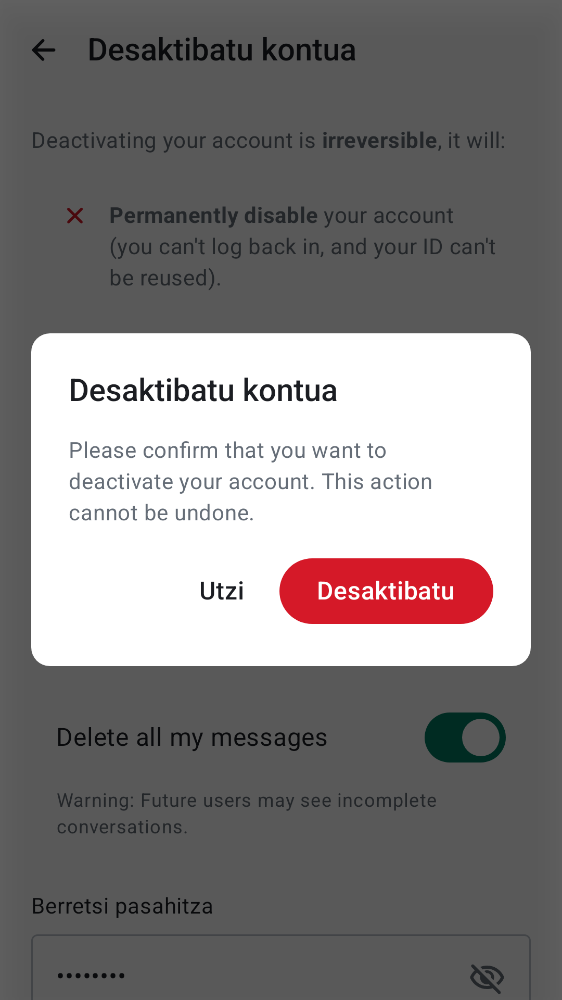 Desaktibatu kontua
Deactivating your account is irreversible, it will:
Permanently disable your account
(you can't log back in, and your ID can't
be reused).
Desaktibatu kontua
Please confirm that you want to
deactivate your account. This action
cannot be undone.
Utzi
Desaktibatu
Delete all my messages
Warning: Future users may see incomplete
conversations.
Berretsi pasahitza
••••••••